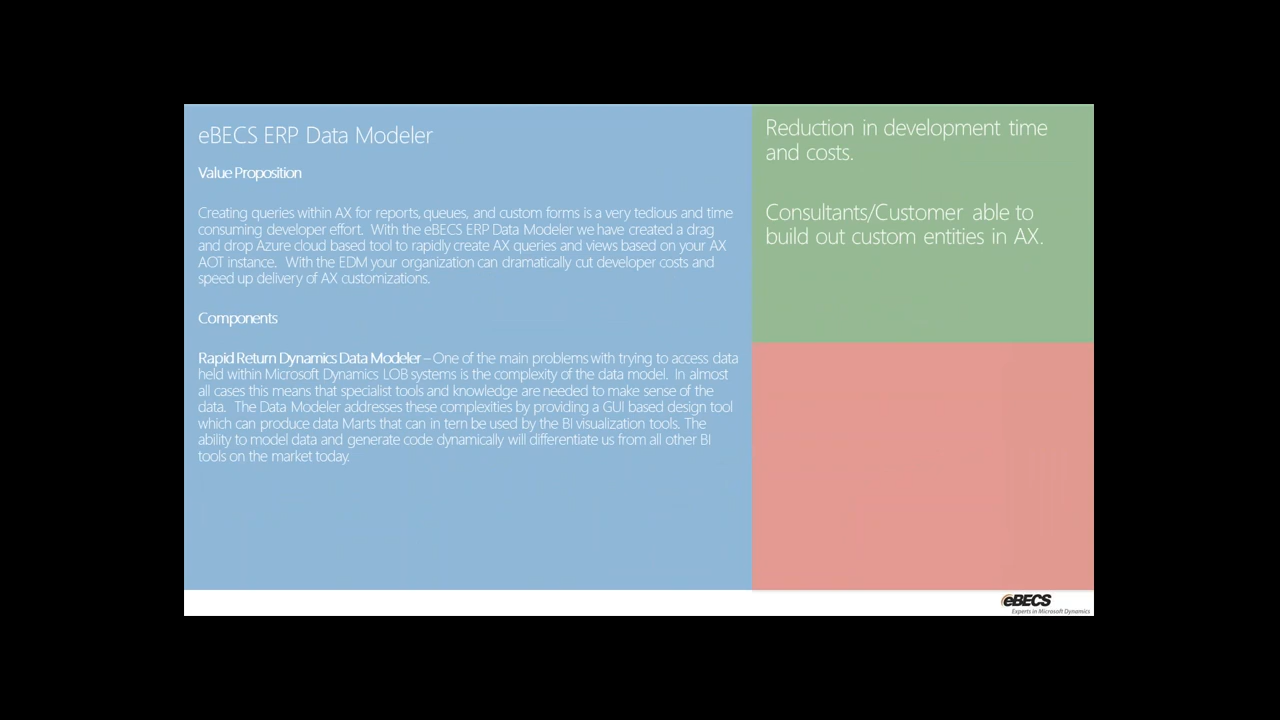 eBECS ERP Data Modeler
Value Proposition
Creating queries within AX for reports, queues, and custom forms is a very tedious and time
consuming developer effort. With the eBECS ERP Data Modeler we have created a drag
and drop Azure cloud based tool to rapidly create AX queries and views based on your AX
AOT instance. With the EDM your organization can dramatically cut developer costs and
speed up delivery of AX customizations.
Components
Rapid Return Dynamics Data Modeler – One of the main problems with trying to access data
held within Microsoft Dynamics LOB systems is the complexity of the data model. In almost
all cases this means that specialist tools and knowledge are needed to make sense of the
data. The Data Modeler addresses these complexities by providing a GUI based design tool
which can produce data Marts that can in tern be used by the BI visualization tools. The
ability to model data and generate code dynamically will differentiate us from all other BI
tools on the market today.
Reduction in development time
and costs.
Consultants/Customer able to
build out custom entities in AX.
eBECS
Experts in Microsoft Dynamics